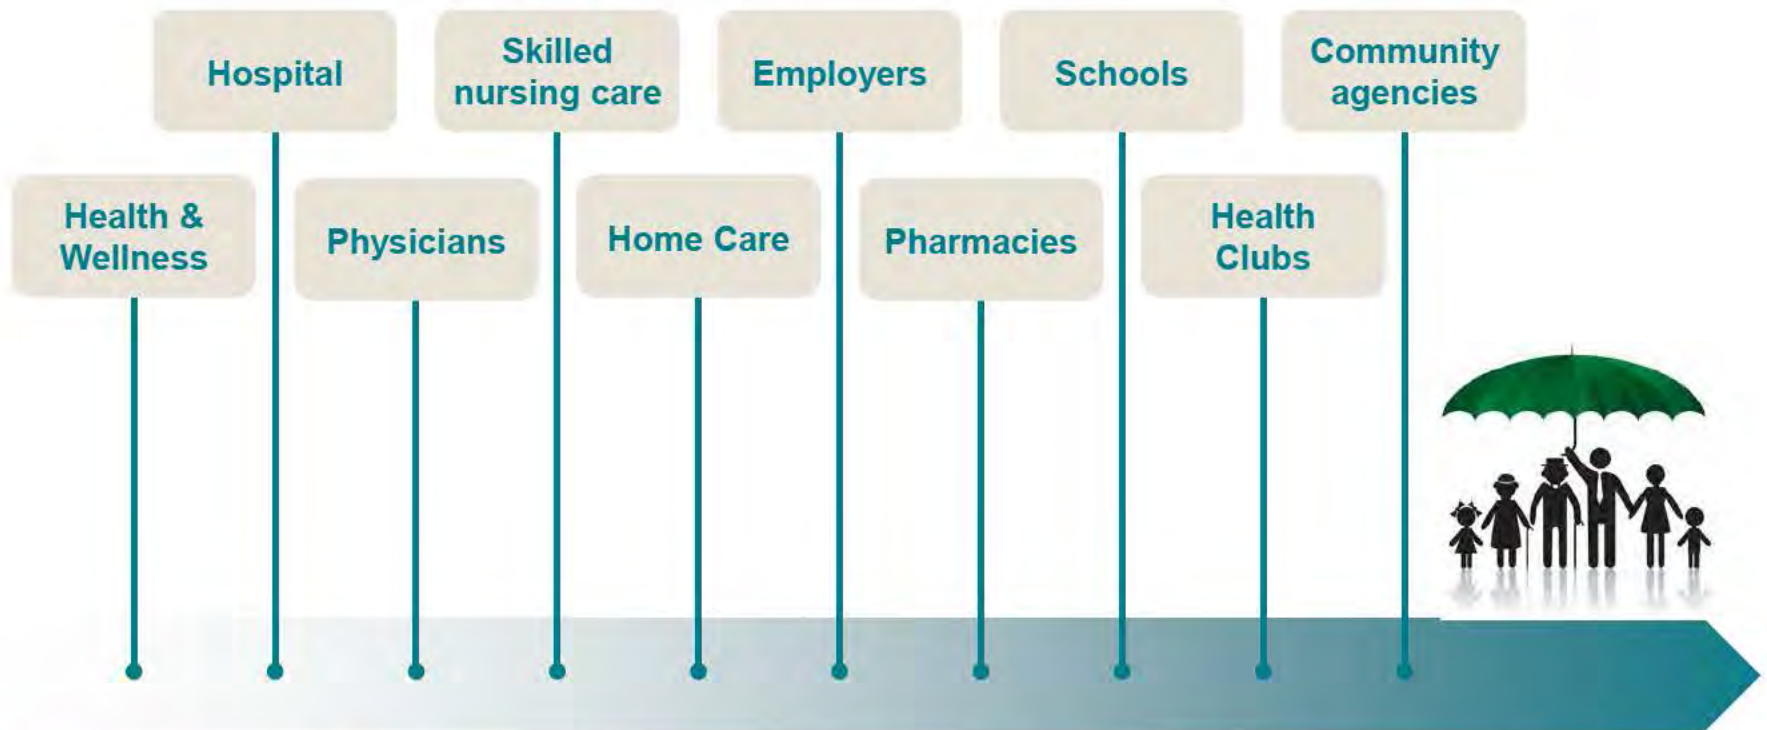 Hospital
Skilled
nursing care
Employers
Schools
Community
agencies
Health &
Wellness
Physicians
Home Care
Pharmacies
Health
Clubs